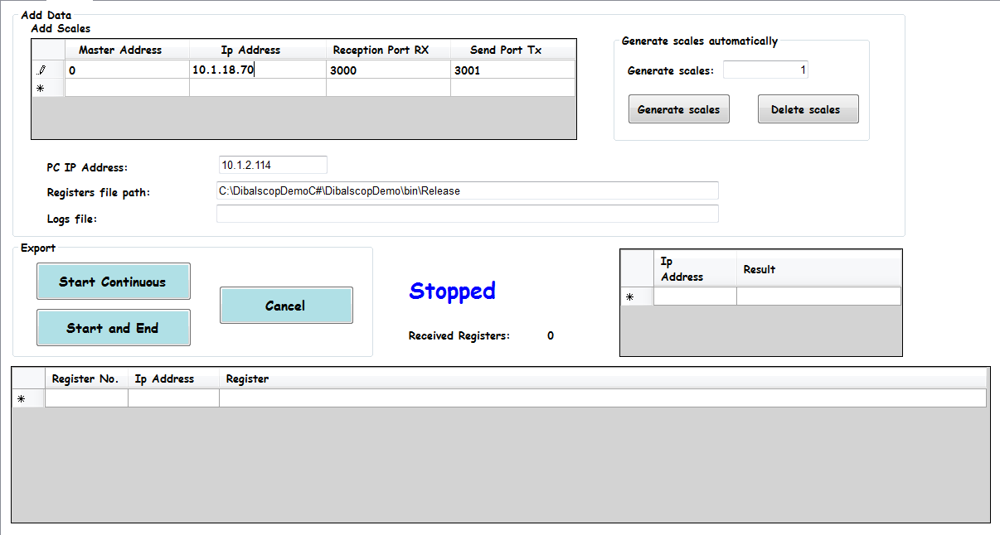 Add Data
Add Scales
Master Address Ip Address Reception Port RX Send Port Tx
0 10.1.18.70 3000 3001
Generate scales automatically
Generate scales: 1
Generate scales Delete scales
PC IP Address: 10.1.2.114
Registers file path: C:\DibalscopDemoC#\DibalscopDemo\bin\Release
Logs file:
Export
Start Continuous
Start and End
Cancel
Stopped
Received Registers: 0
Ip Address Result
Register No. Ip Address Register